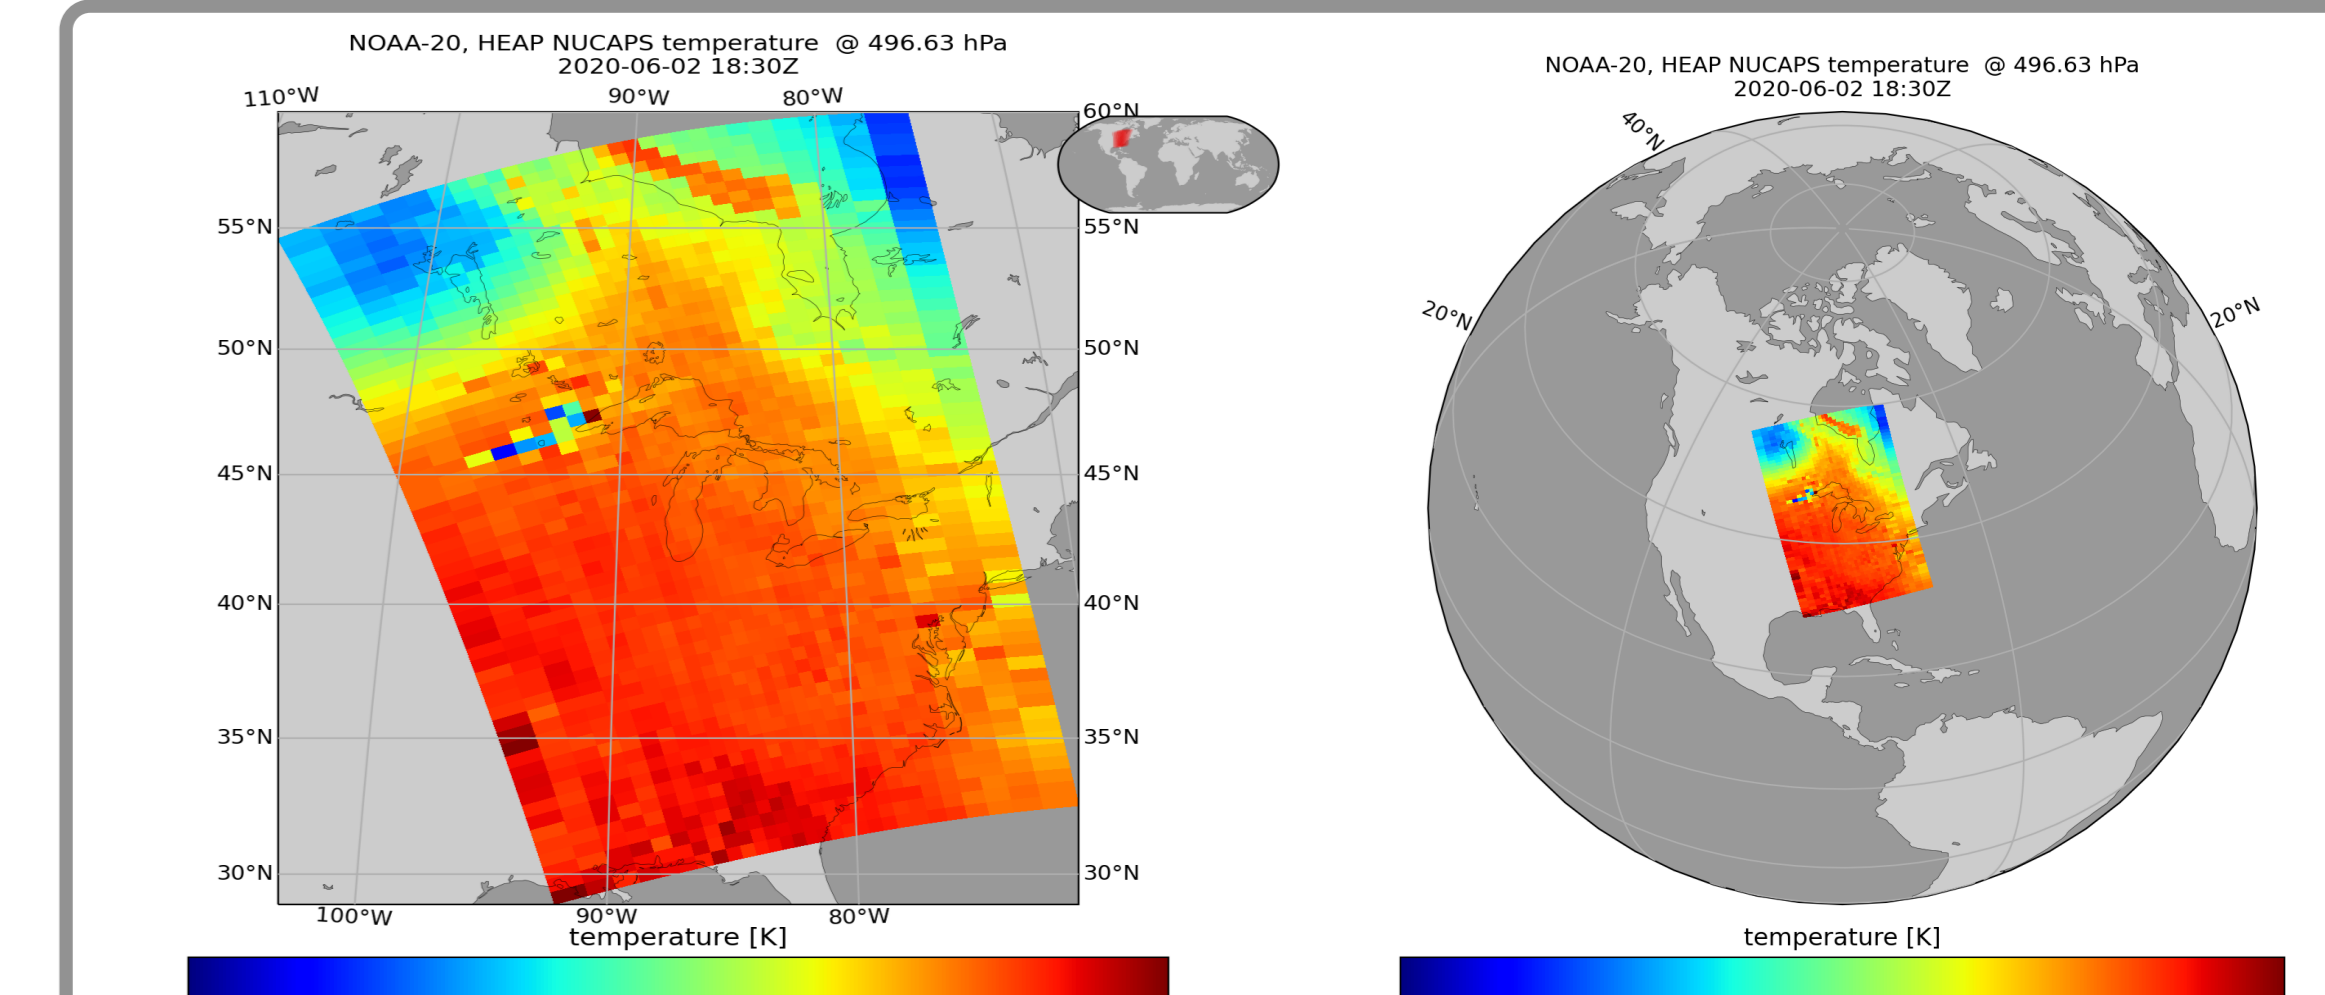 NOAA-20, HEAP NUCAPS temperature  @ 496.63 hPa
2020-06-02 18:30Z
110°W
90°W
80°W
60°N
55°N
55°N
50°N
50°N
45°N
45°N
40°N
40°N
35°N
35°N
30°N
30°N
100°W
90°W
80°W
temperature [K]
NOAA-20, HEAP NUCAPS temperature  @ 496.63 hPa
2020-06-02 18:30Z
40°N
20°N
20°N
temperature [K]